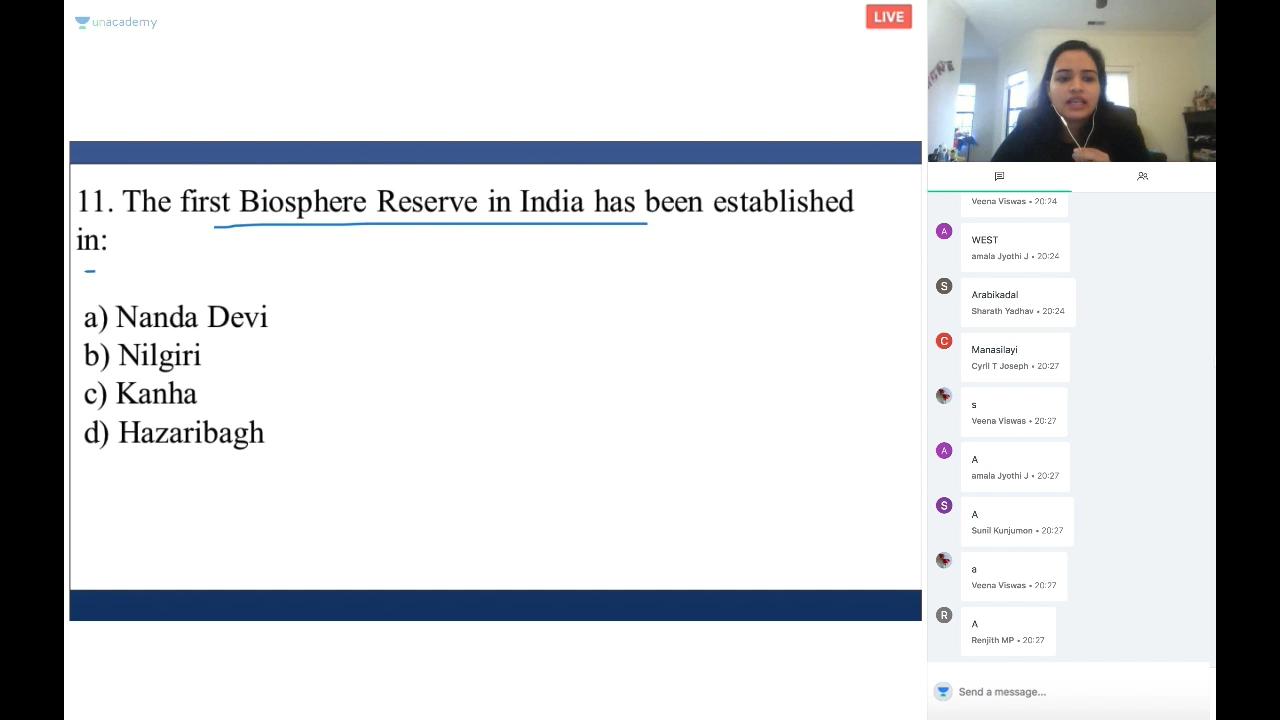 unacademy
LIVE
11. The first Biosphere Reserve in India has been established
in:
a) Nanda Devi
b) Nilgiri
c) Kanha
d) Hazaribagh
Veena Viswas • 20:24
A
WEST
amala Jyothi J • 20:24
S
Arabikadal
Sharath Yadhav • 20:24
C
Manasilayi
Cyril T Joseph • 20:27
s
Veena Viswas • 20:27
A
A
amala Jyothi J • 20:27
S
A
Sunil Kunjumon • 20:27
a
Veena Viswas • 20:27
R
A
Renjith MP • 20:27
Send a message...